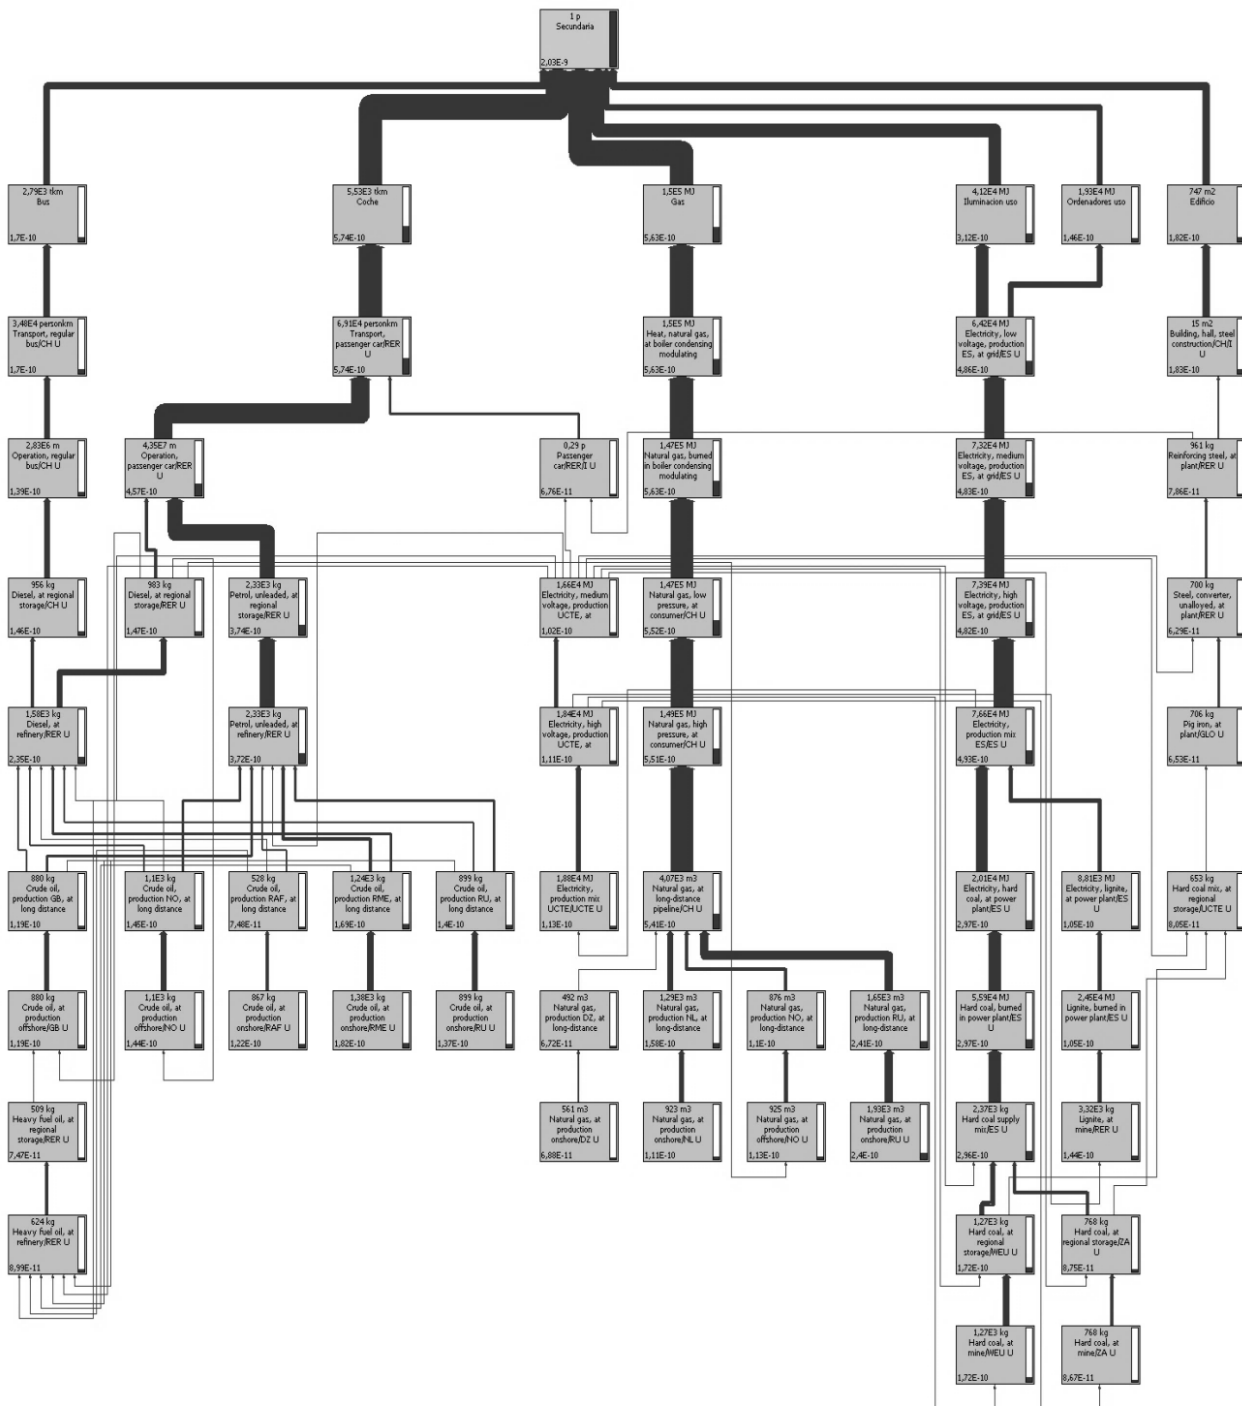 1 p
Secundaria
2,03E-9
2,79E3 tkm
Bus
1,7E-10
5,53E3 tkm
Coche
5,74E-10
1,5E5 MJ
Gas
5,63E-10
4,12E4 MJ
Iluminacion uso
3,12E-10
1,93E4 MJ
Ordenadores uso
1,46E-10
747 m2
Edificio
1,82E-10
3,48E4 personkm
Transport, regular
bus/CH U
1,7E-10
6,91E4 personkm
Transport,
passenger car/RER
U
5,74E-10
1,5E5 MJ
Heat, natural gas,
at boiler condensing
modulating
5,63E-10
6,42E4 MJ
Electricity, low
voltage, production
ES, at grid/ES U
4,86E-10
15 m2
Building, hall, steel
construction/CH/I
U
1,83E-10
2,83E6 m
Operation, regular
bus/CH U
1,39E-10
4,35E7 m
Operation,
passenger car/RER
U
4,57E-10
0,29 p
Passenger
car/RER/I U
6,76E-11
1,47E5 MJ
Natural gas, burned
in boiler condensing
modulating
5,63E-10
7,32E4 MJ
Electricity, medium
voltage, production
ES, at grid/ES U
4,83E-10
961 kg
Reinforcing steel, at
plant/RER U
7,86E-11
956 kg
Diesel, at regional
storage/CH U
1,46E-10
983 kg
Diesel, at regional
storage/RER U
1,47E-10
2,33E3 kg
Petrol, unleaded, at
regional
storage/RER U
3,74E-10
1,66E4 MJ
Electricity, medium
voltage, production
UCTE, at
1,02E-10
1,47E5 MJ
Natural gas, low
pressure, at
consumer/CH U
5,52E-10
7,39E4 MJ
Electricity, high
voltage, production
ES, at grid/ES U
4,82E-10
700 kg
Steel, converter,
unalloyed, at
plant/RER U
6,29E-11
1,58E3 kg
Diesel, at
refinery/RER U
2,35E-10
2,33E3 kg
Petrol, unleaded, at
refinery/RER U
3,72E-10
1,84E4 MJ
Electricity, high
voltage, production
UCTE, at
1,11E-10
1,49E5 MJ
Natural gas, high
pressure, at
consumer/CH U
5,51E-10
7,66E4 MJ
Electricity,
production mix
ES/ES U
4,93E-10
706 kg
Pig iron, at
plant/GLO U
6,53E-11
880 kg
Crude oil,
production GB, at
long distance
1,19E-10
1,1E3 kg
Crude oil,
production NO, at
long distance
1,45E-10
528 kg
Crude oil,
production RAF, at
long distance
7,48E-11
1,24E3 kg
Crude oil,
production RME, at
long distance
1,69E-10
899 kg
Crude oil,
production RU, at
long distance
1,4E-10
1,88E4 MJ
Electricity,
production mix
UCTE/UCTE U
1,13E-10
4,07E3 m3
Natural gas, at
long-distance
pipeline/CH U
5,41E-10
2,01E4 MJ
Electricity, hard
coal, at power
plant/ES U
2,97E-10
8,81E3 MJ
Electricity, lignite,
at power plant/ES
U
1,05E-10
653 kg
Hard coal mix, at
regional
storage/UCTE U
8,05E-11
880 kg
Crude oil, at
production
offshore/GB U
1,19E-10
1,1E3 kg
Crude oil, at
production
offshore/NO U
1,44E-10
867 kg
Crude oil, at
production
onshore/RAF U
1,22E-10
1,38E3 kg
Crude oil, at
production
onshore/RME U
1,82E-10
899 kg
Crude oil, at
production
onshore/RU U
1,37E-10
492 m3
Natural gas,
production DZ, at
long-distance
6,72E-11
1,29E3 m3
Natural gas,
production NL, at
long-distance
1,58E-10
876 m3
Natural gas,
production NO, at
long-distance
1,1E-10
1,65E3 m3
Natural gas,
production RU, at
long-distance
2,41E-10
5,59E4 MJ
Hard coal, burned
in power plant/ES
U
2,97E-10
2,45E4 MJ
Lignite, burned in
power plant/ES U
1,05E-10
509 kg
Heavy fuel oil, at
regional
storage/RER U
7,47E-11
561 m3
Natural gas, at
production
onshore/DZ U
6,88E-11
923 m3
Natural gas, at
production
onshore/NL U
1,11E-10
925 m3
Natural gas, at
production
offshore/NO U
1,13E-10
1,93E3 m3
Natural gas, at
production
onshore/RU U
2,4E-10
2,37E3 kg
Hard coal supply
mix/ES U
2,96E-10
3,32E3 kg
Lignite, at
mine/RER U
1,44E-10
624 kg
Heavy fuel oil, at
refinery/RER U
8,99E-11
1,27E3 kg
Hard coal, at
regional
storage/WEU U
1,72E-10
768 kg
Hard coal, at
regional storage/ZA
U
8,75E-11
1,27E3 kg
Hard coal, at
mine/WEU U
1,72E-10
768 kg
Hard coal, at
mine/ZA U
8,67E-11